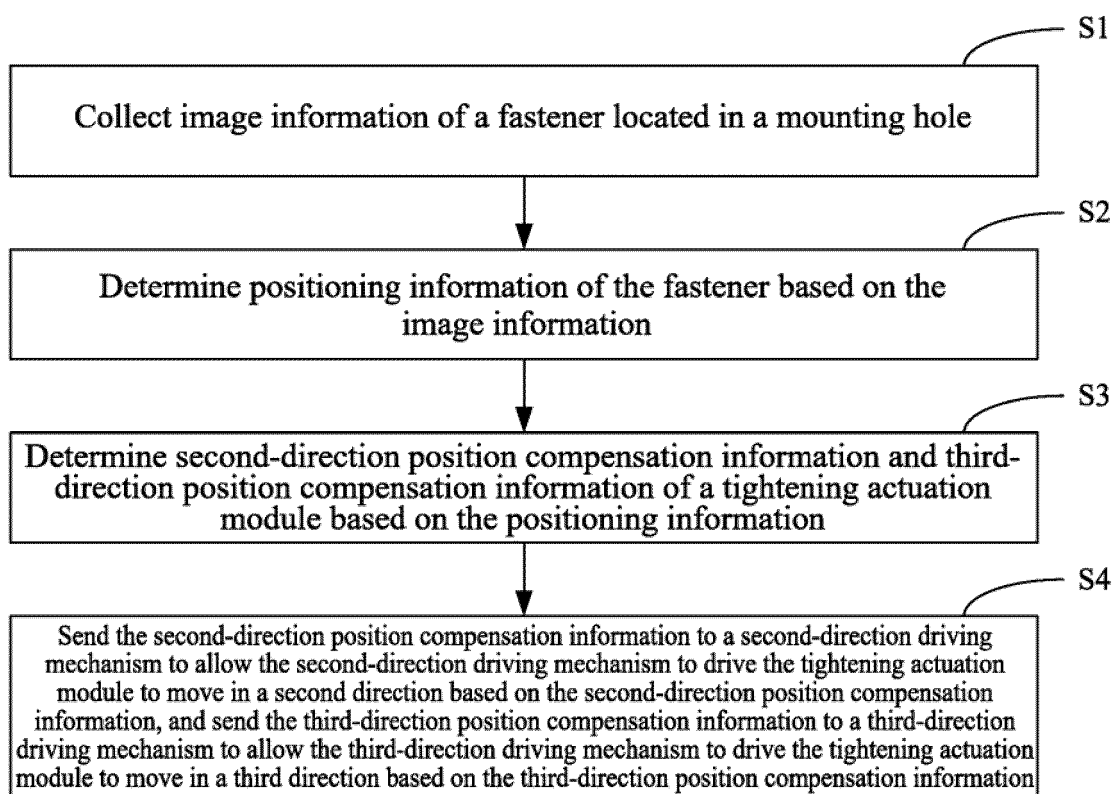 S1
Collect image information of a fastener located in a mounting hole
S2
Determine positioning information of the fastener based on the
image information
S3
Determine second-direction position compensation information and third-
direction position compensation information of a tightening actuation
module based on the positioning information
S4
Send the second-direction position compensation information to a second-direction driving
mechanism to allow the second-direction driving mechanism to drive the tightening actuation
module to move in a second direction based on the second-direction position compensation
information, and send the third-direction position compensation information to a third-direction
driving mechanism to allow the third-direction driving mechanism to drive the tightening actuation
module to move in a third direction based on the third-direction position compensation information